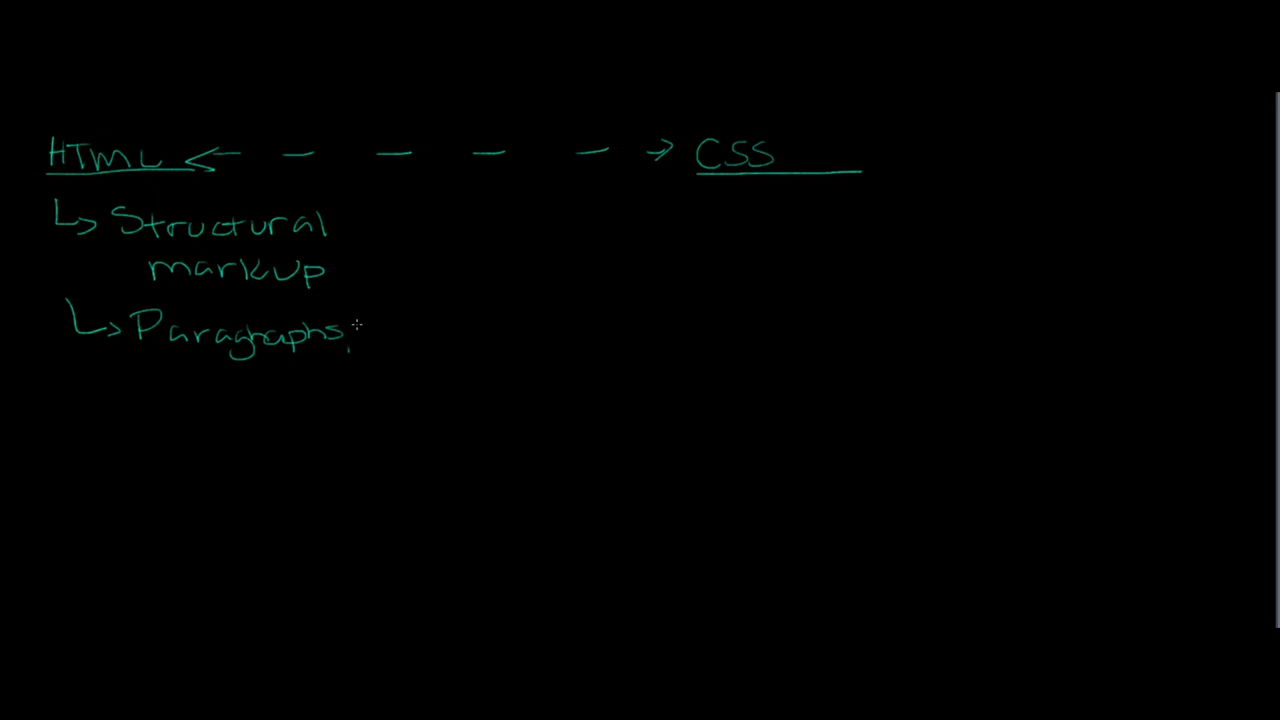 HTML <- - - - - -> CSS
↳ Structural
markup
↳ Paragraphs,